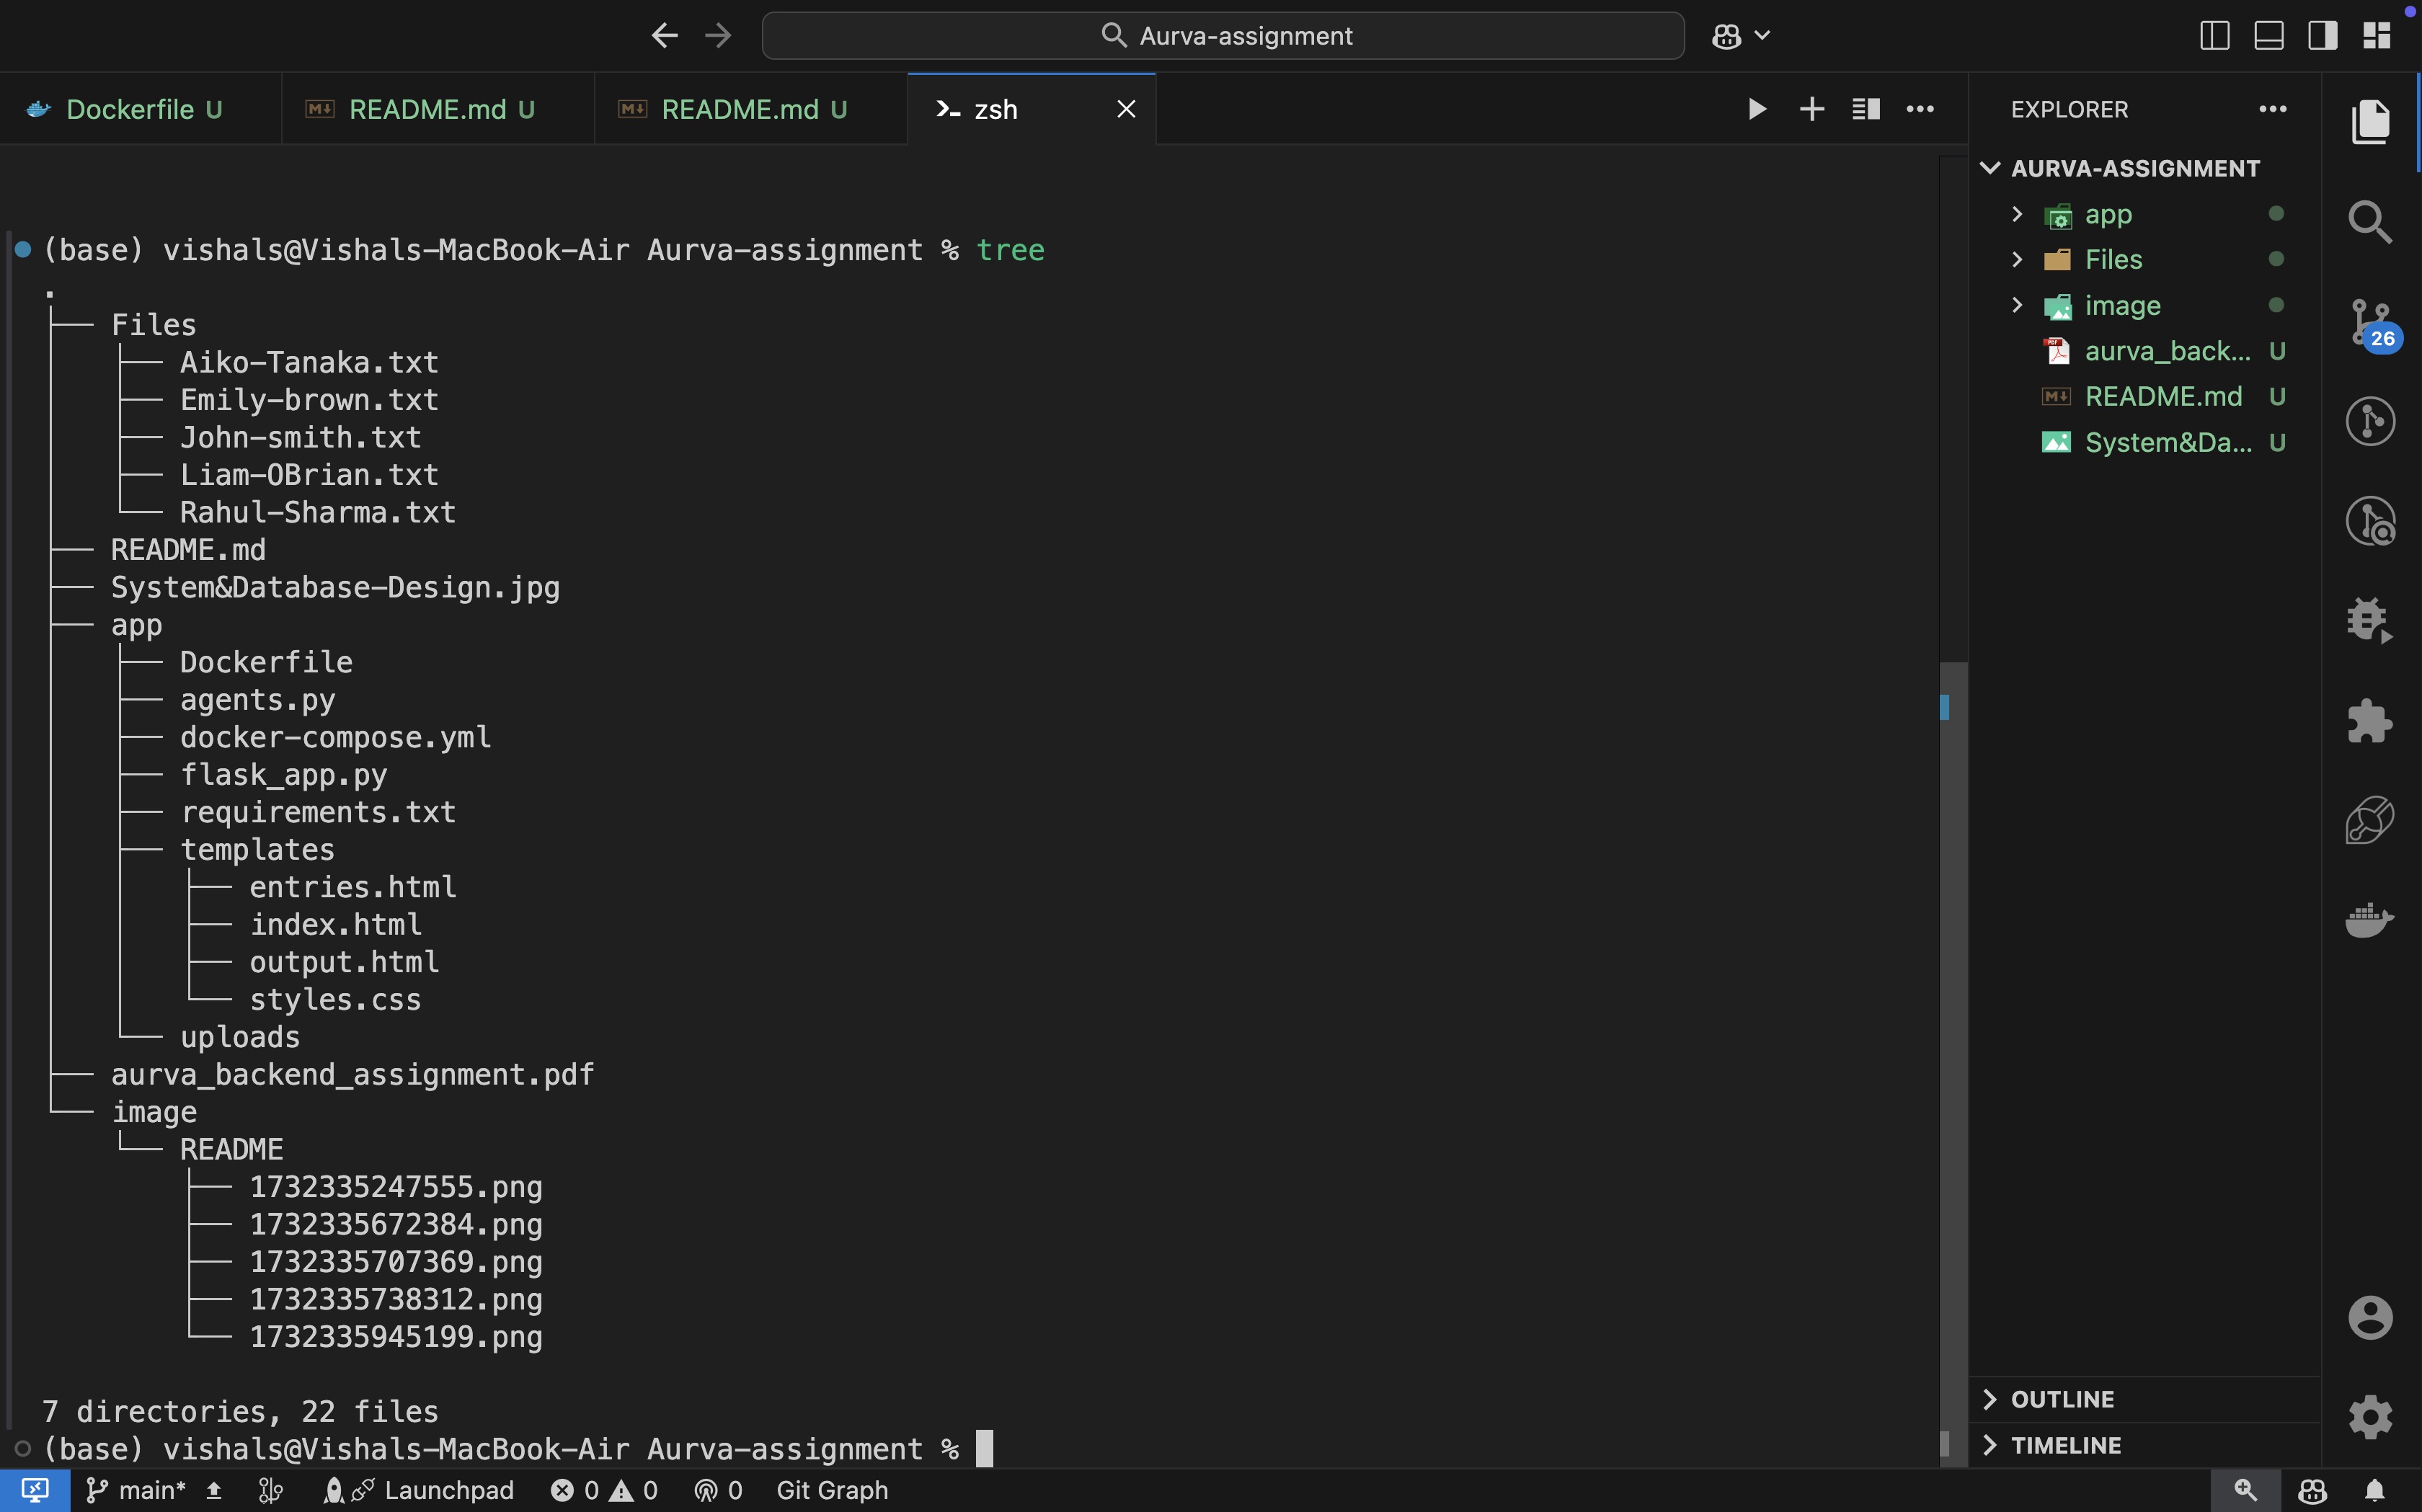 Aurva-assignment
Dockerfile U
README.md U
README.md U
zsh
(base) vishals@Vishals-MacBook-Air Aurva-assignment % tree
.
├── Files
│   ├── Aiko-Tanaka.txt
│   ├── Emily-brown.txt
│   ├── John-smith.txt
│   ├── Liam-OBrian.txt
│   └── Rahul-Sharma.txt
├── README.md
├── System&Database-Design.jpg
├── app
│   ├── Dockerfile
│   ├── agents.py
│   ├── docker-compose.yml
│   ├── flask_app.py
│   ├── requirements.txt
│   ├── templates
│   │   ├── entries.html
│   │   ├── index.html
│   │   ├── output.html
│   │   └── styles.css
│   └── uploads
├── aurva_backend_assignment.pdf
└── image
    └── README
        ├── 1732335247555.png
        ├── 1732335672384.png
        ├── 1732335707369.png
        ├── 1732335738312.png
        └── 1732335945199.png
7 directories, 22 files
(base) vishals@Vishals-MacBook-Air Aurva-assignment %
EXPLORER
AURVA-ASSIGNMENT
app
Files
image
aurva_back... U
README.md U
System&Da... U
OUTLINE
TIMELINE
26
main*
Launchpad
0
0
0
Git Graph